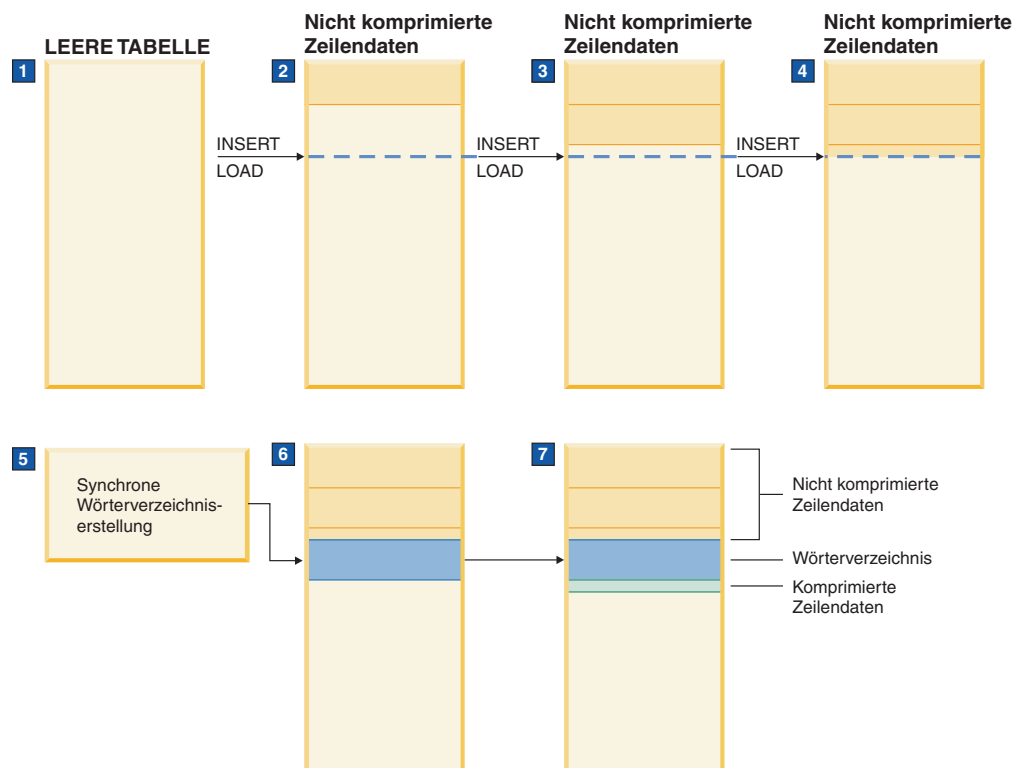 1
LEERE TABELLE
2
Nicht komprimierte
Zeilendaten
3
Nicht komprimierte
Zeilendaten
4
Nicht komprimierte
Zeilendaten
INSERT
LOAD
INSERT
LOAD
INSERT
LOAD
5
Synchrone
Wörterverzeichnis-
erstellung
6
7
Nicht komprimierte
Zeilendaten
Wörterverzeichnis
Komprimierte
Zeilendaten